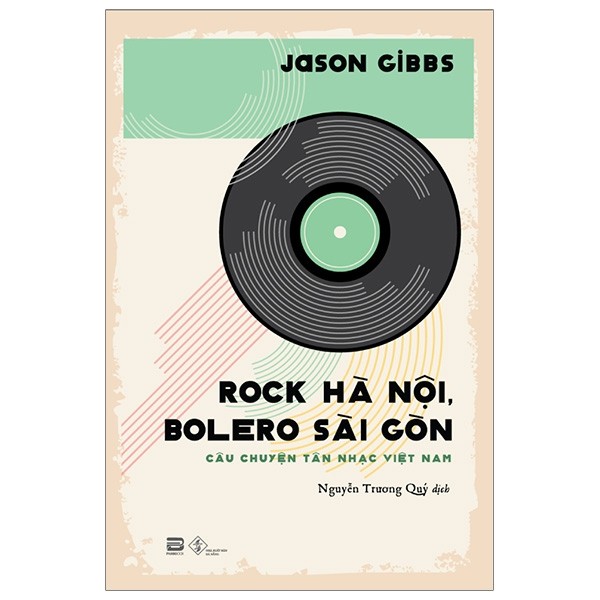 JASON GIBBS
ROCK HÀ NỘI,
BOLERO SÀI GÒN
CÂU CHUYỆN TÂN NHẠC VIỆT NAM
Nguyễn Trương Quý dịch